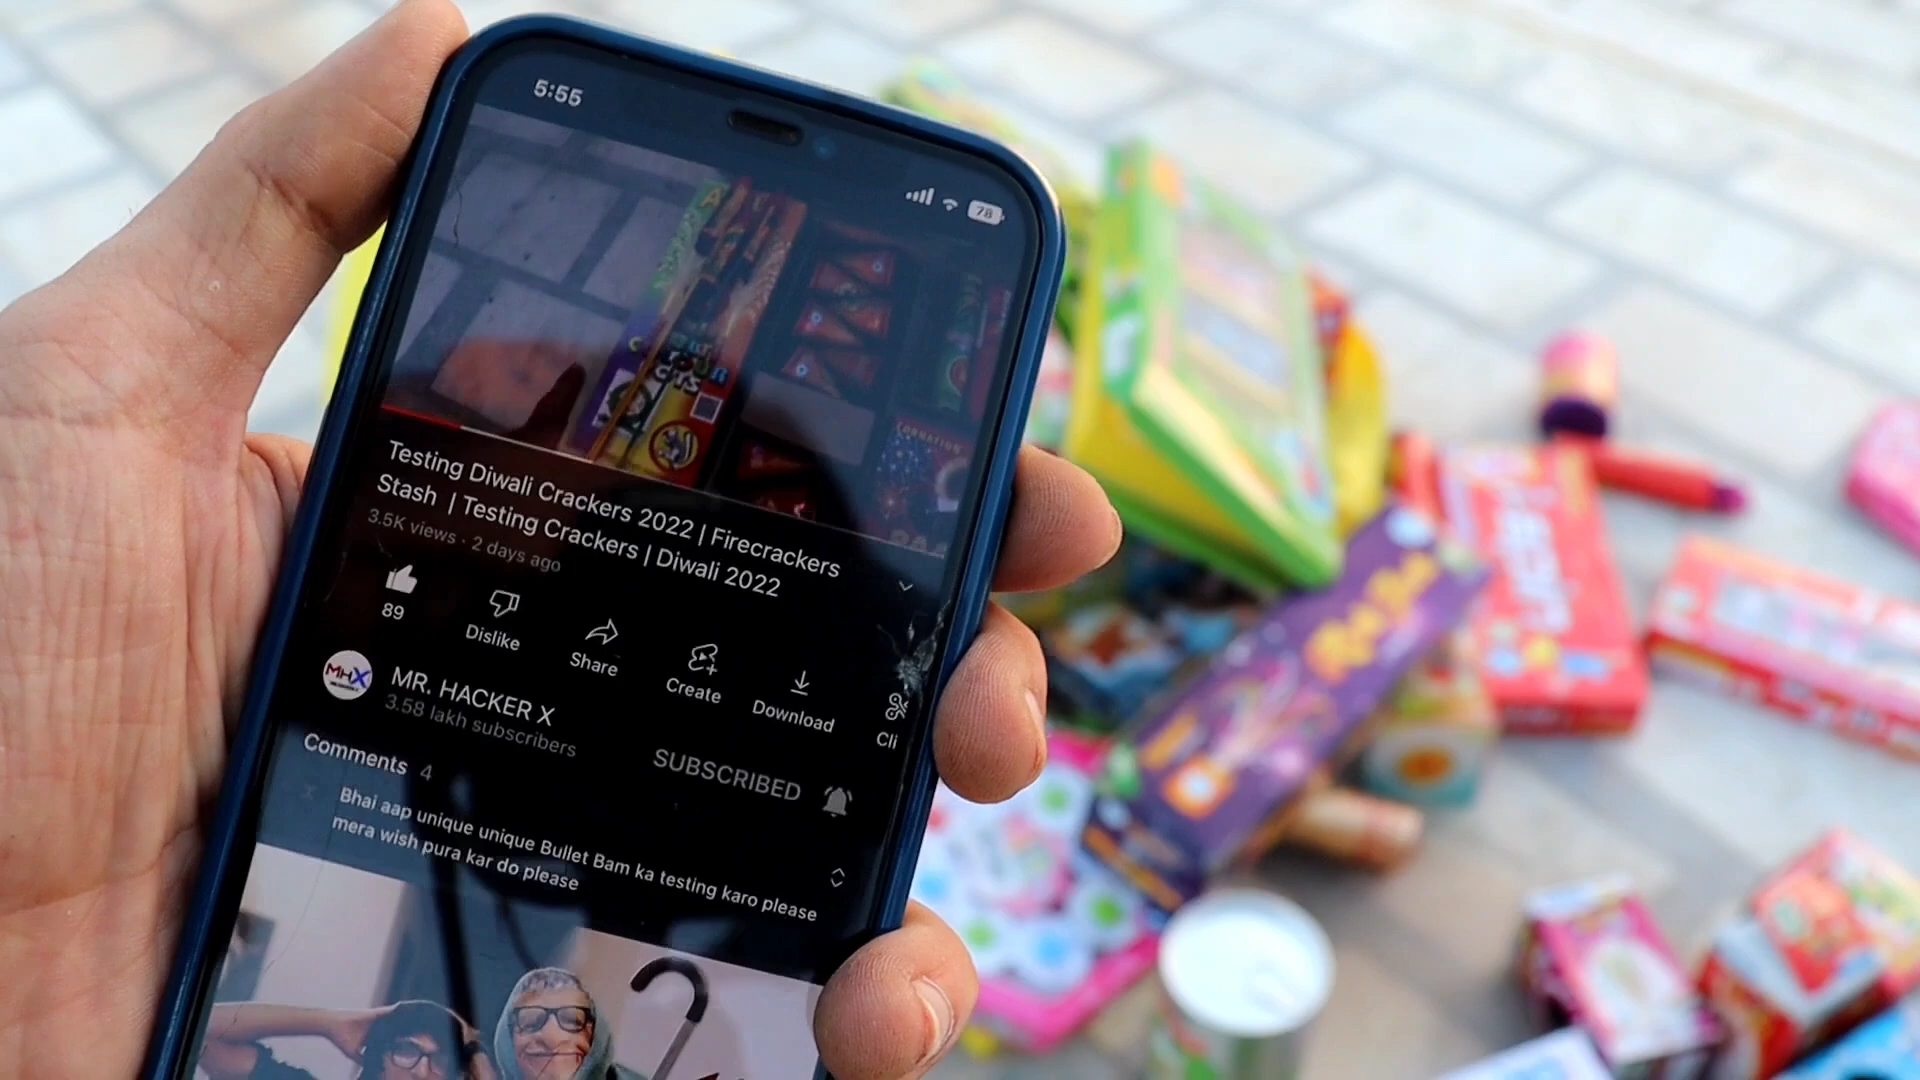 5:55
78
Testing Diwali Crackers 2022 | Firecrackers
Stash | Testing Crackers | Diwali 2022
3.5K views · 2 days ago
89
Dislike
Share
Create
Download
Cli
MHX
MR. HACKER X
3.58 lakh subscribers
SUBSCRIBED
Comments 4
Bhai aap unique unique Bullet Bam ka testing karo please
mera wish pura kar do please